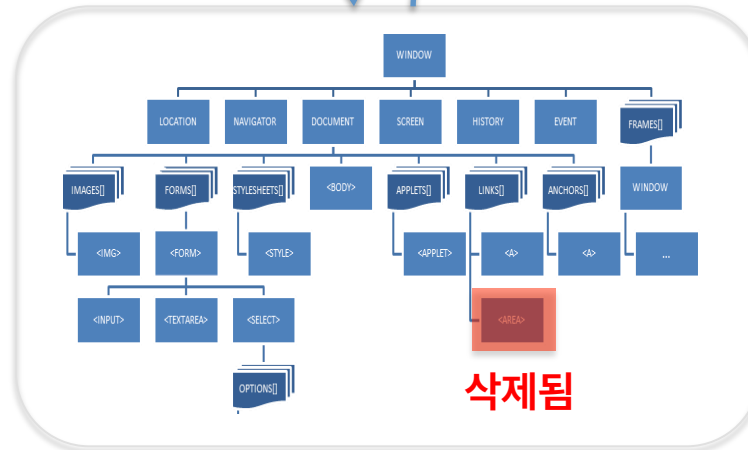 WINDOW
LOCATION NAVIGATOR DOCUMENT SCREEN HISTORY EVENT FRAMES[]
IMAGES[] FORMS[] STYLESHEETS[] <BODY> APPLETS[] LINKS[] ANCHORS[] WINDOW
<IMG> <FORM> <STYLE> <APPLET> <A> <A> ...
<INPUT> <TEXTAREA> <SELECT> <AREA>
OPTIONS[]
삭제됨